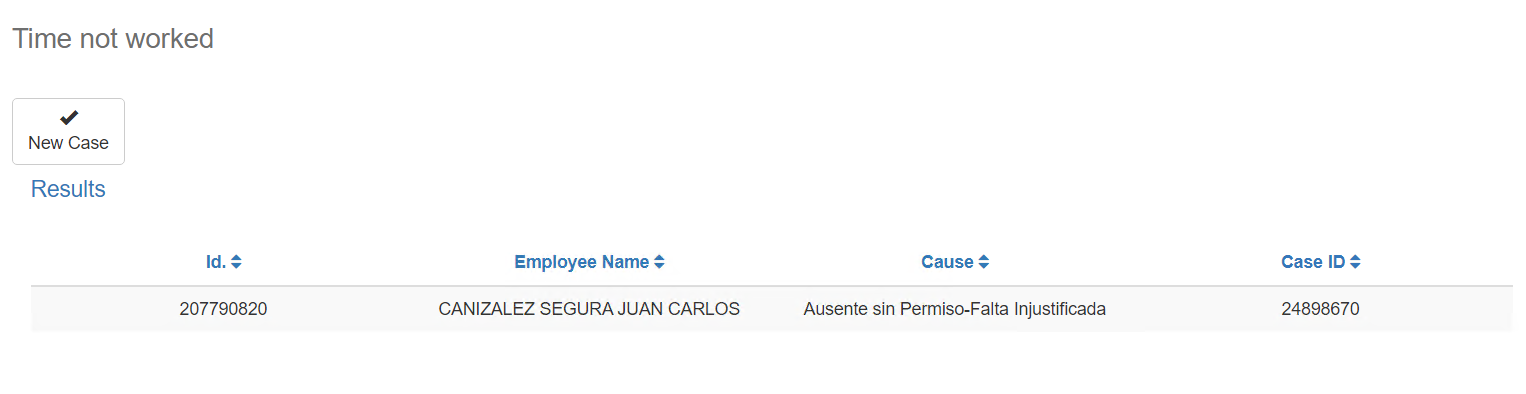 Time not worked
New Case
Results
Id. Employee Name Cause Case ID
207790820 CANIZALEZ SEGURA JUAN CARLOS Ausente sin Permiso-Falta Injustificada 24898670